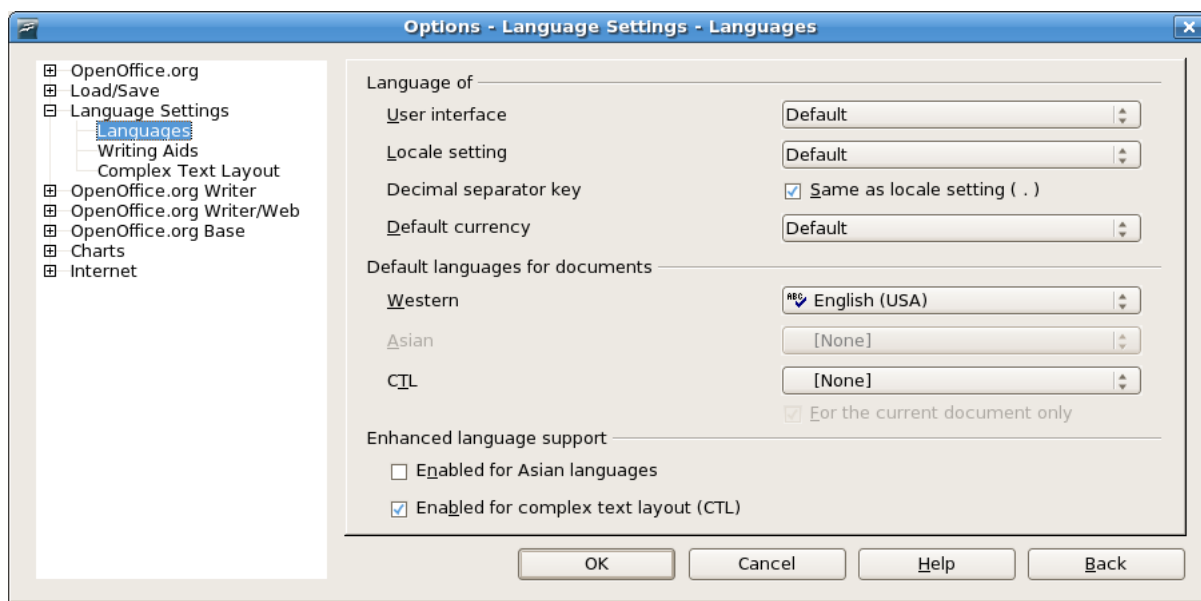 Options - Language Settings - Languages
OpenOffice.org
Load/Save
Language Settings
Languages
Writing Aids
Complex Text Layout
OpenOffice.org Writer
OpenOffice.org Writer/Web
OpenOffice.org Base
Charts
Internet
Language of
User interface Default
Locale setting Default
Decimal separator key Same as locale setting ( . )
Default currency Default
Default languages for documents
Western ABC English (USA)
Asian [None]
CTL [None]
For the current document only
Enhanced language support
Enabled for Asian languages
Enabled for complex text layout (CTL)
OK Cancel Help Back